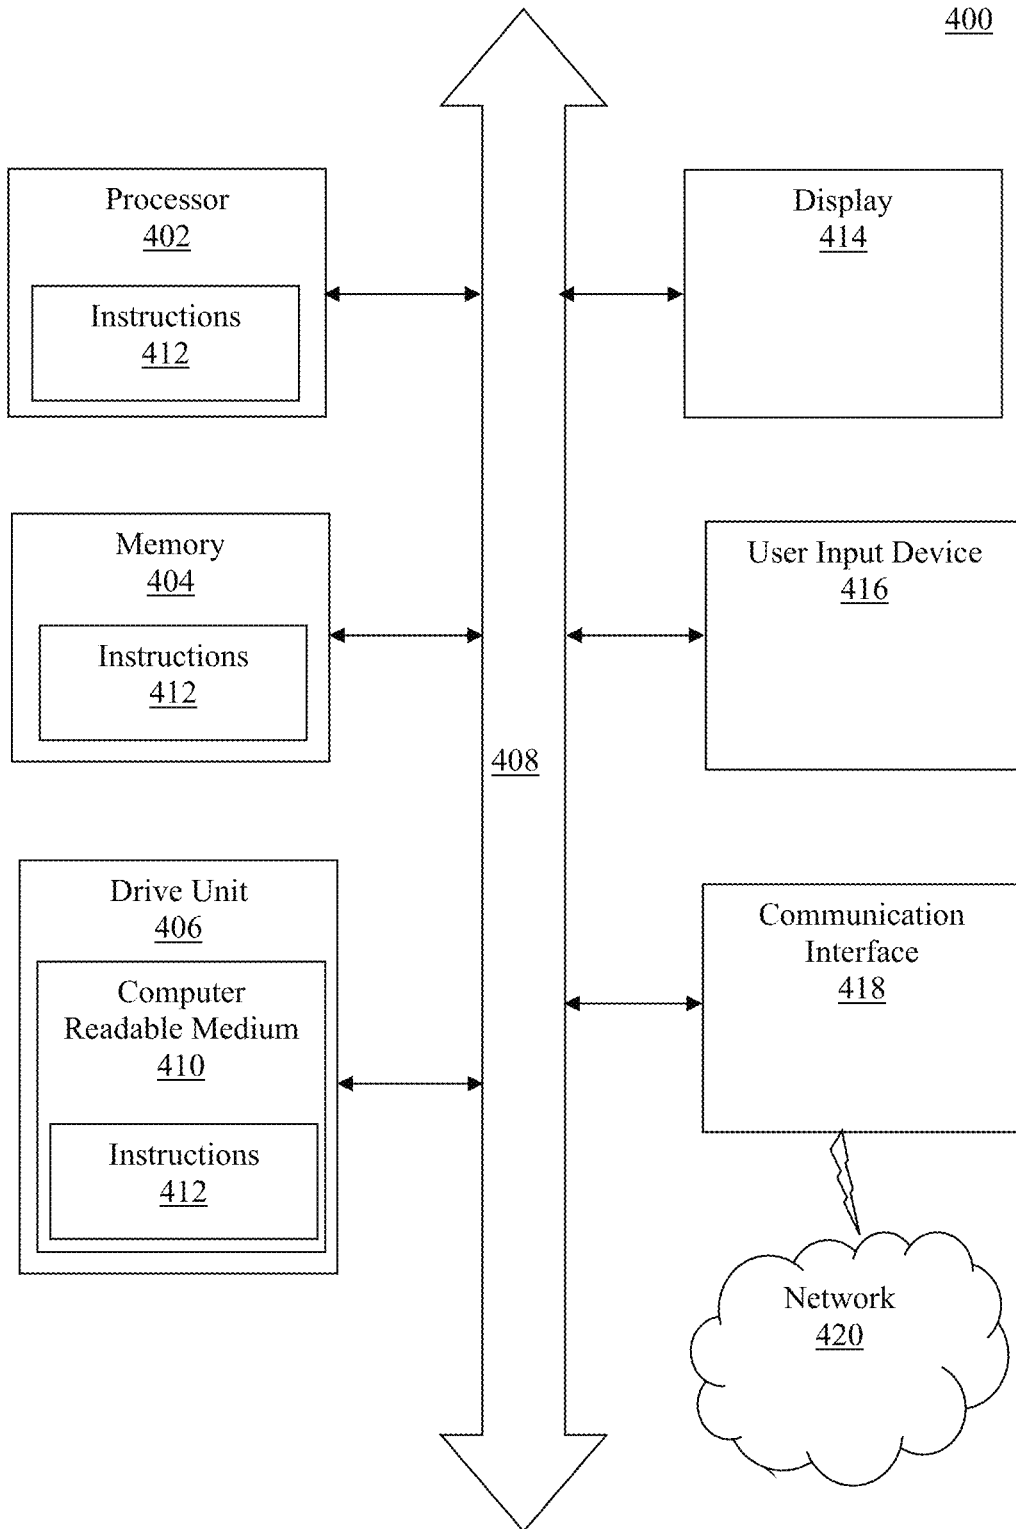 400
Processor
402
Instructions
412
Display
414
Memory
404
Instructions
412
User Input Device
416
408
Drive Unit
406
Computer
Readable Medium
410
Instructions
412
Communication
Interface
418
Network
420